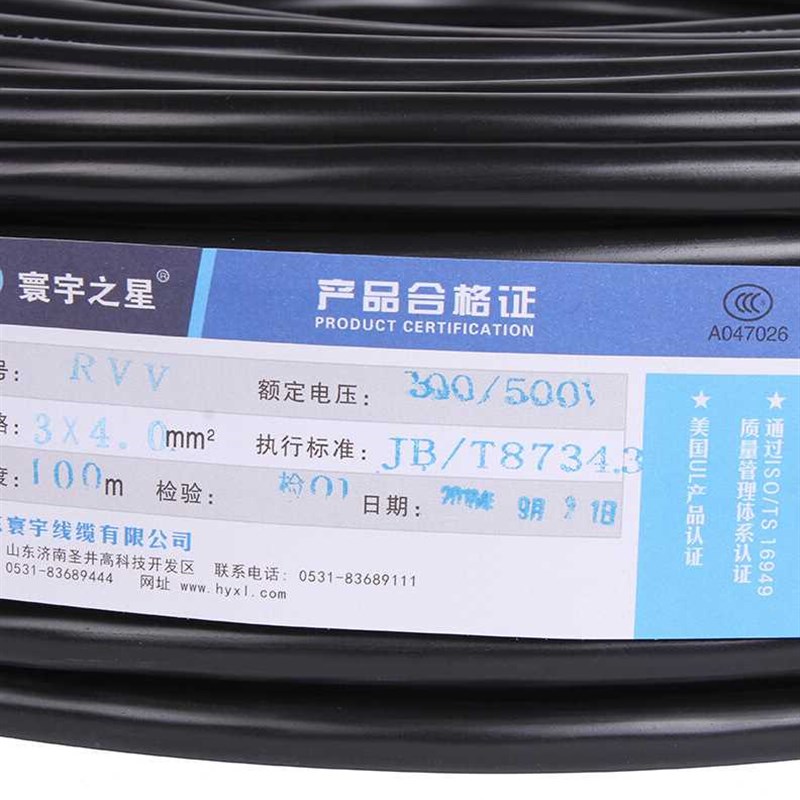 寰宇之星®
产品合格证
PRODUCT CERTIFICATION
CCC
A047026
号: RVV 额定电压: 300/500V
格: 3X4.0mm² 执行标准: JB/T8734.3
度: 100m 检验: 检01 日期: 9月21日
寰宇线缆有限公司
山东济南圣井高科技开发区 联系电话: 0531-83689111
0531-83689444 网址 www.hyxl.com
★通过ISO/TS 16949
质量管理体系认证
★美国UL产品认证